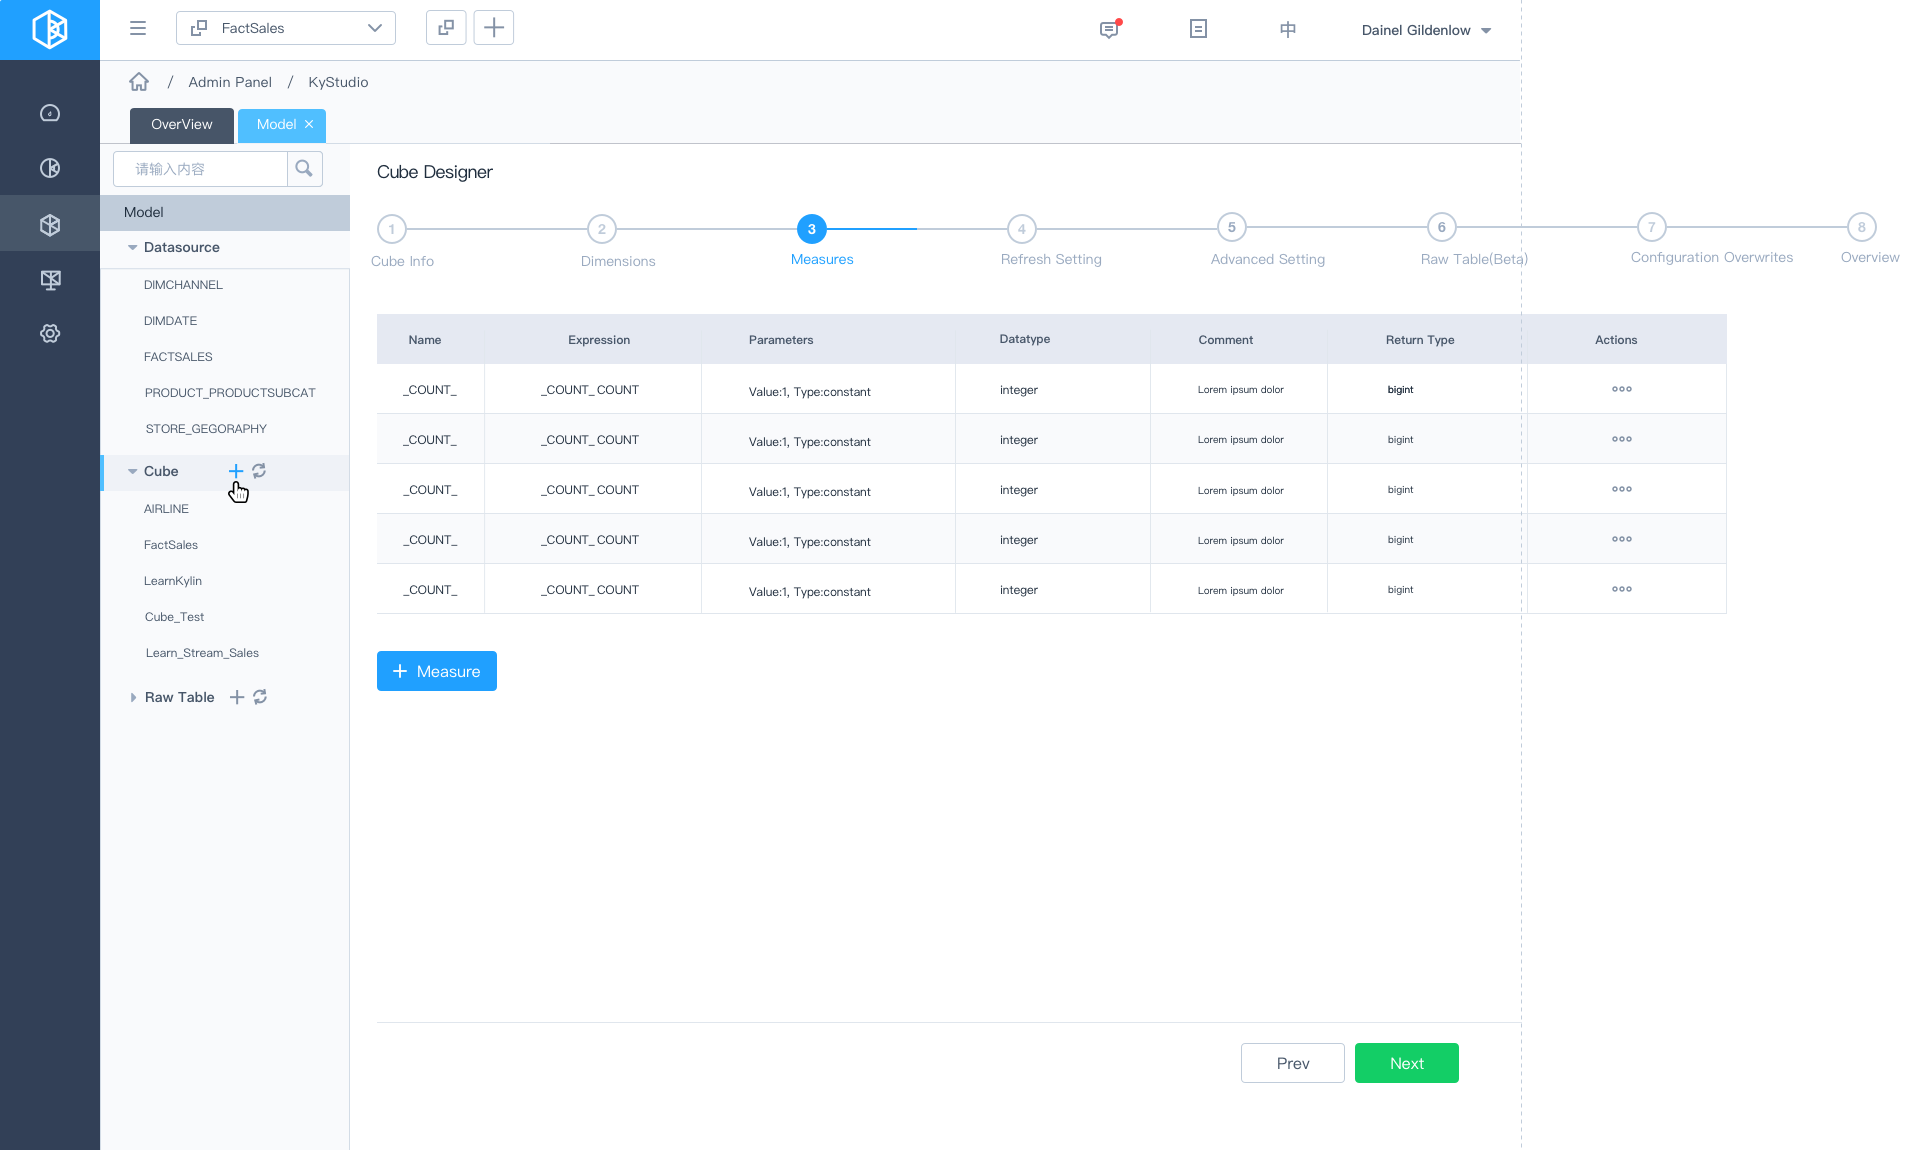 FactSales
中
Dainel Gildenlow
/ Admin Panel / KyStudio
OverView
Model ×
请输入内容
Cube Designer
Model
Datasource
DIMCHANNEL
DIMDATE
FACTSALES
PRODUCT_PRODUCTSUBCAT
STORE_GEGORAPHY
Cube
AIRLINE
FactSales
LearnKylin
Cube_Test
Learn_Stream_Sales
Raw Table
1 2 3 4 5 6 7 8
Cube Info Dimensions Measures Refresh Setting Advanced Setting Raw Table(Beta) Configuration Overwrites Overview
Name Expression Parameters Datatype Comment Return Type Actions
_COUNT_ _COUNT_COUNT Value:1, Type:constant integer Lorem ipsum dolor bigint
_COUNT_ _COUNT_COUNT Value:1, Type:constant integer Lorem ipsum dolor bigint
_COUNT_ _COUNT_COUNT Value:1, Type:constant integer Lorem ipsum dolor bigint
_COUNT_ _COUNT_COUNT Value:1, Type:constant integer Lorem ipsum dolor bigint
_COUNT_ _COUNT_COUNT Value:1, Type:constant integer Lorem ipsum dolor bigint
+ Measure
Prev
Next